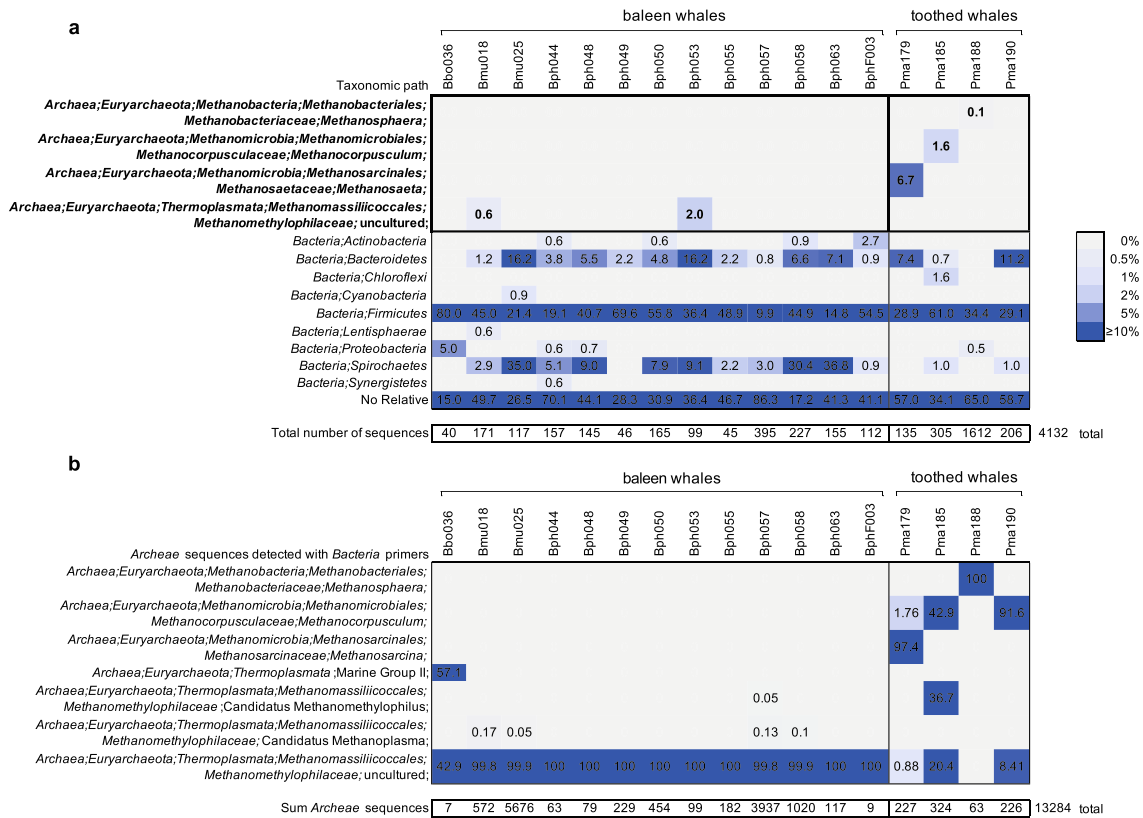 a
baleen whales
toothed whales
Taxonomic path Bbo036 Bmu018 Bmu025 Bph044 Bph048 Bph049 Bph050 Bph053 Bph055 Bph057 Bph058 Bph063 BphF003 Pma179 Pma185 Pma188 Pma190
Archaea;Euryarchaeota;Methanobacteria;Methanobacteriales;
Methanobacteriaceae;Methanosphaera; 0.1
Archaea;Euryarchaeota;Methanomicrobia;Methanomicrobiales;
Methanocorpusculaceae;Methanocorpusculum; 1.6
Archaea;Euryarchaeota;Methanomicrobia;Methanosarcinales;
Methanosaetaceae;Methanosaeta; 6.7
Archaea;Euryarchaeota;Thermoplasmata;Methanomassiliicoccales;
Methanomethylophilaceae;uncultured; 0.6 2.0
Bacteria;Actinobacteria 0.6 0.6 0.9 2.7
Bacteria;Bacteroidetes 1.2 16.2 3.8 5.5 2.2 4.8 16.2 2.2 0.8 6.6 7.1 0.9 7.4 0.7 11.2
Bacteria;Chloroflexi 1.6
Bacteria;Cyanobacteria 0.9
Bacteria;Firmicutes 80.0 45.0 21.4 19.1 40.7 69.6 55.8 36.4 48.9 9.9 44.9 14.8 54.5 28.9 61.0 34.4 29.1
Bacteria;Lentisphaerae 0.6
Bacteria;Proteobacteria 5.0 0.6 0.7 0.5
Bacteria;Spirochaetes 2.9 35.0 5.1 9.0 7.9 9.1 2.2 3.0 30.4 36.8 0.9 1.0 1.0
Bacteria;Synergistetes 0.6
No Relative 15.0 49.7 26.5 70.1 44.1 28.3 30.9 36.4 46.7 86.3 17.2 41.3 41.1 57.0 34.1 65.0 58.7
0%
0.5%
1%
2%
5%
≥10%
Total number of sequences 40 171 117 157 145 46 165 99 45 395 227 155 112 135 305 1612 206 4132 total
b
baleen whales
toothed whales
Archeae sequences detected with Bacteria primers Bbo036 Bmu018 Bmu025 Bph044 Bph048 Bph049 Bph050 Bph053 Bph055 Bph057 Bph058 Bph063 BphF003 Pma179 Pma185 Pma188 Pma190
Archaea;Euryarchaeota;Methanobacteria;Methanobacteriales;
Methanobacteriaceae;Methanosphaera; 100
Archaea;Euryarchaeota;Methanomicrobia;Methanomicrobiales;
Methanocorpusculaceae;Methanocorpusculum; 1.76 42.9 91.6
Archaea;Euryarchaeota;Methanomicrobia;Methanosarcinales;
Methanosarcinaceae;Methanosarcina; 97.4
Archaea;Euryarchaeota;Thermoplasmata ;Marine Group II; 57.1
Archaea;Euryarchaeota;Thermoplasmata;Methanomassiliicoccales;
Methanomethylophilaceae ;Candidatus Methanomethylophilus; 0.05 36.7
Archaea;Euryarchaeota;Thermoplasmata;Methanomassiliicoccales;
Methanomethylophilaceae; Candidatus Methanoplasma; 0.17 0.05 0.13 0.1
Archaea;Euryarchaeota;Thermoplasmata;Methanomassiliicoccales;
Methanomethylophilaceae; uncultured; 42.9 99.8 99.9 100 100 100 100 100 100 99.8 99.9 100 100 0.88 20.4 8.41
Sum Archeae sequences 7 572 5676 63 79 229 454 99 182 3937 1020 117 9 227 324 63 226 13284 total